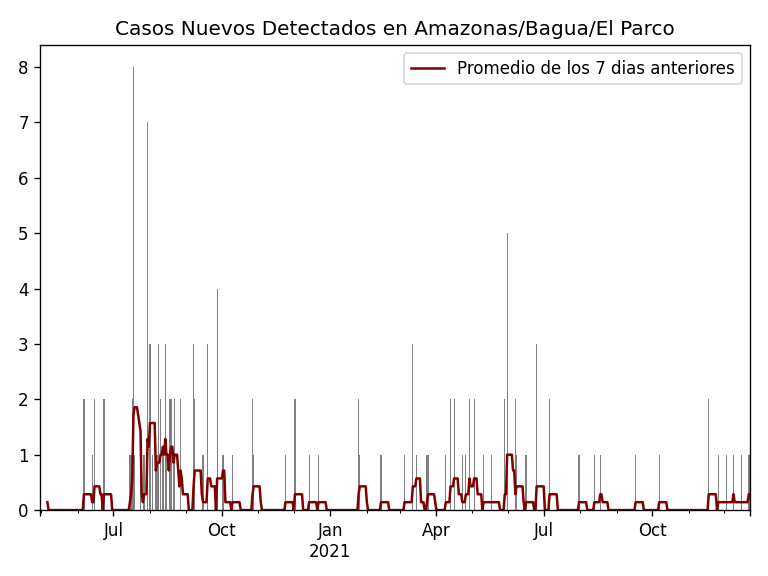 Casos Nuevos Detectados en Amazonas/Bagua/El Parco
Promedio de los 7 dias anteriores
8
7
6
5
4
3
2
1
0
Jul
Oct
Jan
Apr
Jul
Oct
2021